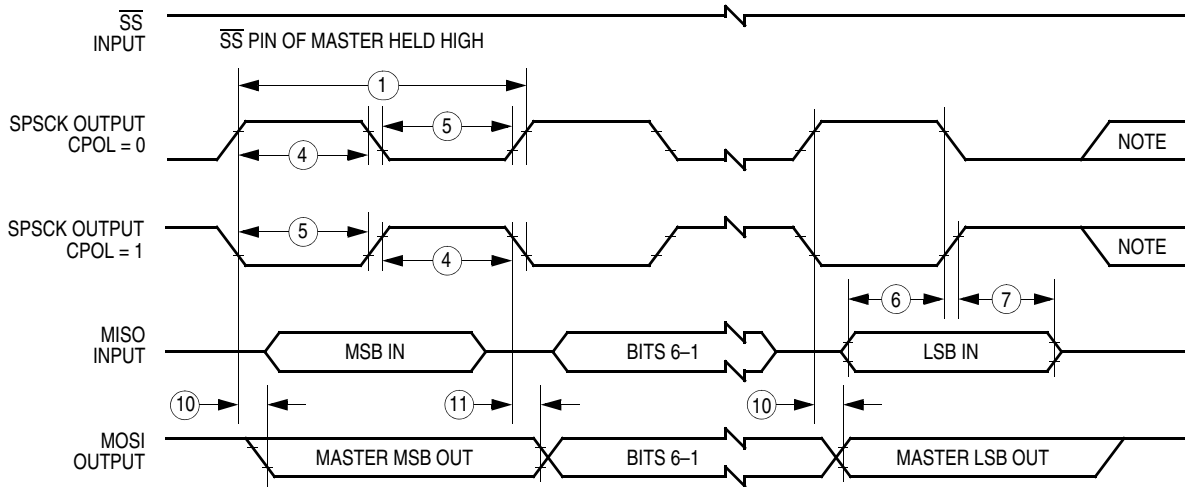 SS
INPUT
SS PIN OF MASTER HELD HIGH
1
SPSCK OUTPUT
CPOL = 0
5
4
NOTE
SPSCK OUTPUT
CPOL = 1
5
4
NOTE
6
7
MISO
INPUT
MSB IN
BITS 6–1
LSB IN
10
11
10
MOSI
OUTPUT
MASTER MSB OUT
BITS 6–1
MASTER LSB OUT